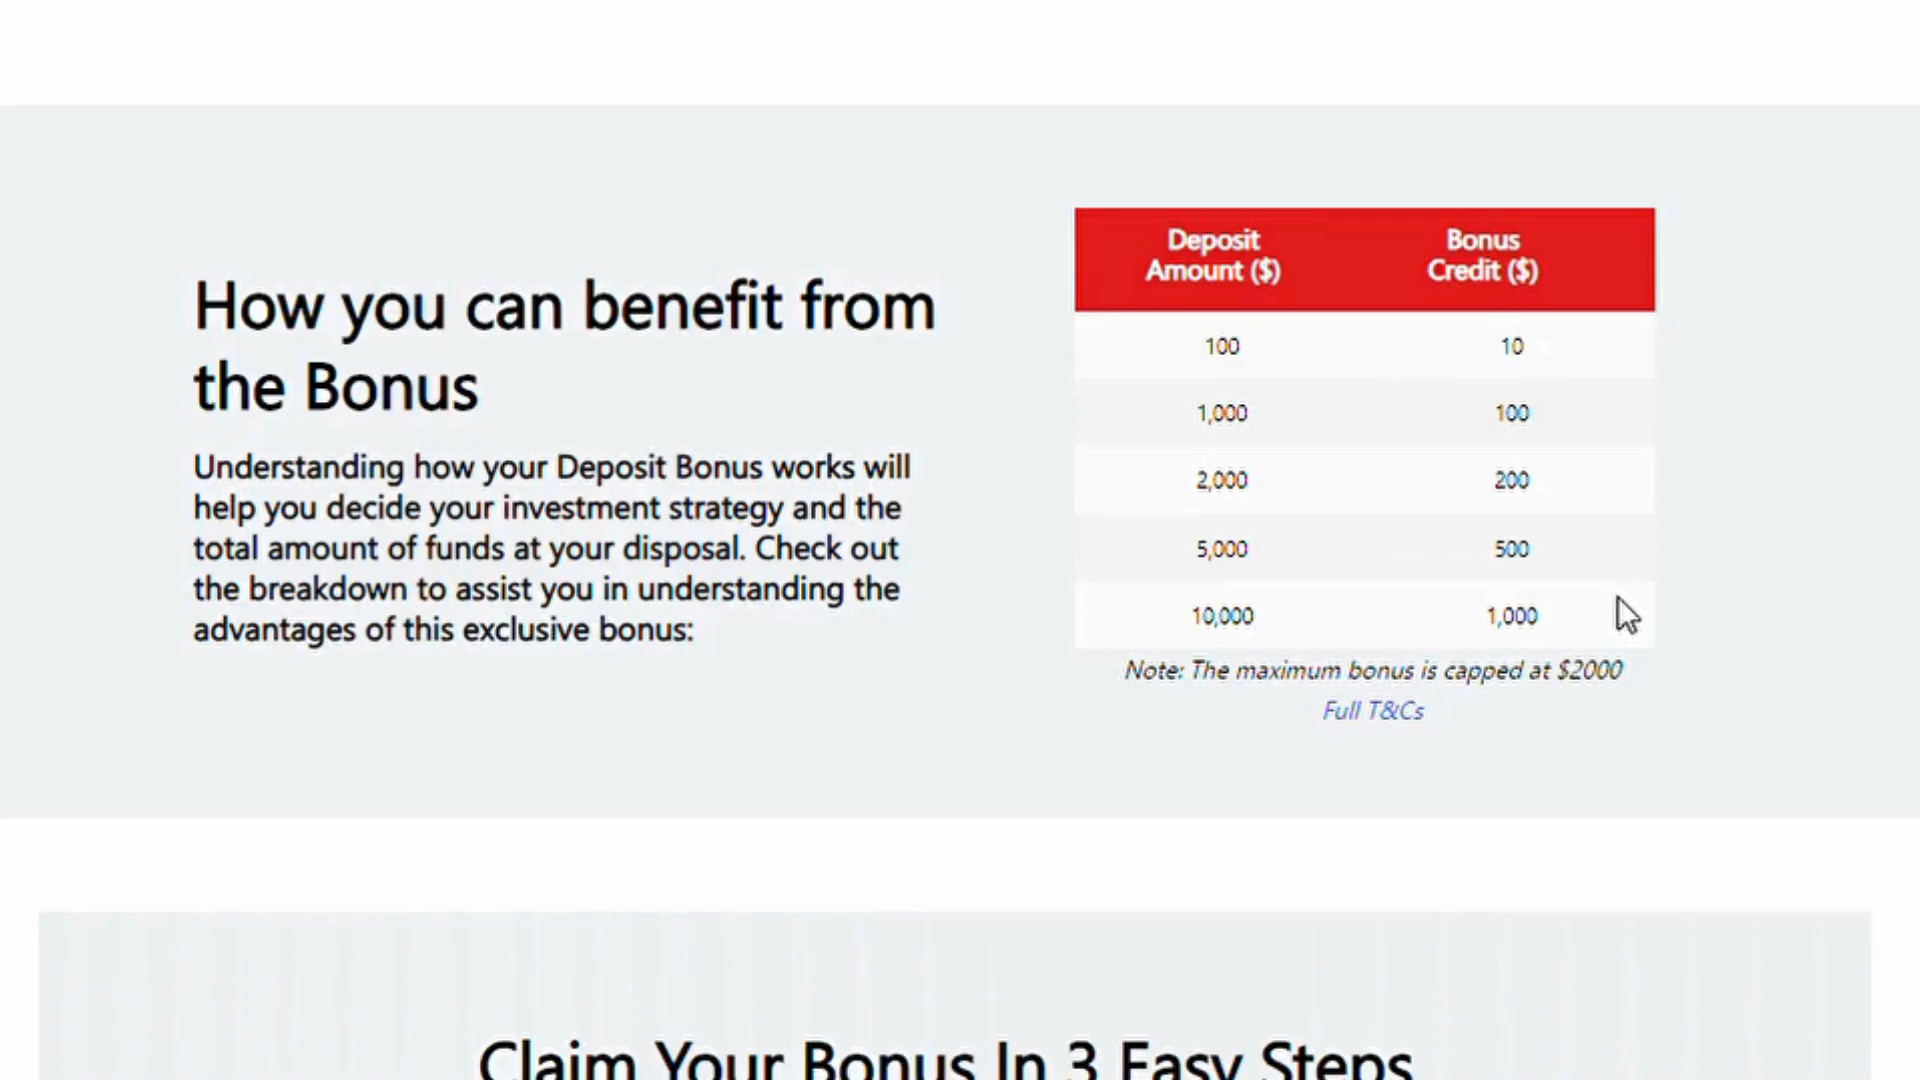 How you can benefit from
the Bonus
Understanding how your Deposit Bonus works will
help you decide your investment strategy and the
total amount of funds at your disposal. Check out
the breakdown to assist you in understanding the
advantages of this exclusive bonus:
Deposit Amount ($) Bonus Credit ($)
100 10
1,000 100
2,000 200
5,000 500
10,000 1,000
Note: The maximum bonus is capped at $2000
Full T&Cs
Claim Your Bonus In 3 Easy Steps